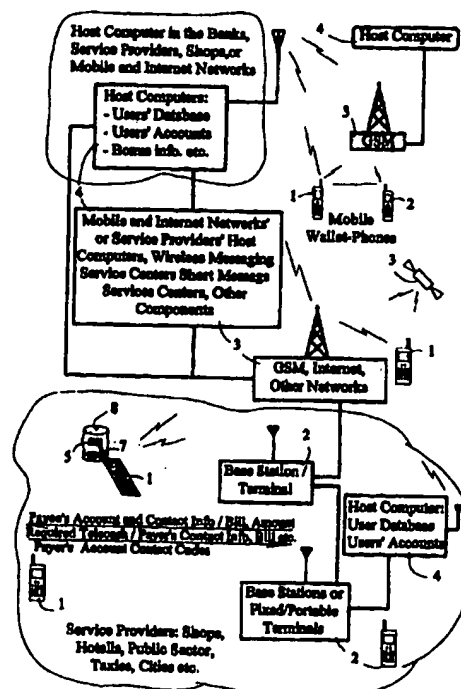 Host Computer in the Banks,
Service Providers, Shops, or
Mobile and Internet Networks
4
Host Computer
Host Computers:
- Users' Database
- Users' Accounts
- Bonus info. etc.
3
GSM
4
1
2
Mobile
Wallet-Phones
Mobile and Internet Networks'
or Service Providers' Host
Computers, Wireless Messaging
Service Centers Short Messag
Services Centers, Other
Components
3
3
1
GSM, Internet,
Other Networks
8
5
7
1
2
Base Station /
Terminal
Host Computer:
User Database
Users' Accounts
4
Payee's Account and Contact Info / Bill, Amount
Required Telecash / Payer's Contact Info, Bill etc.
Payer's Account Contact Codes
1
Base Stations or
Fixed/Portable
Terminals
2
Service Providers: Shops,
Hotells, Public Sector,
Taxies, Cities etc.